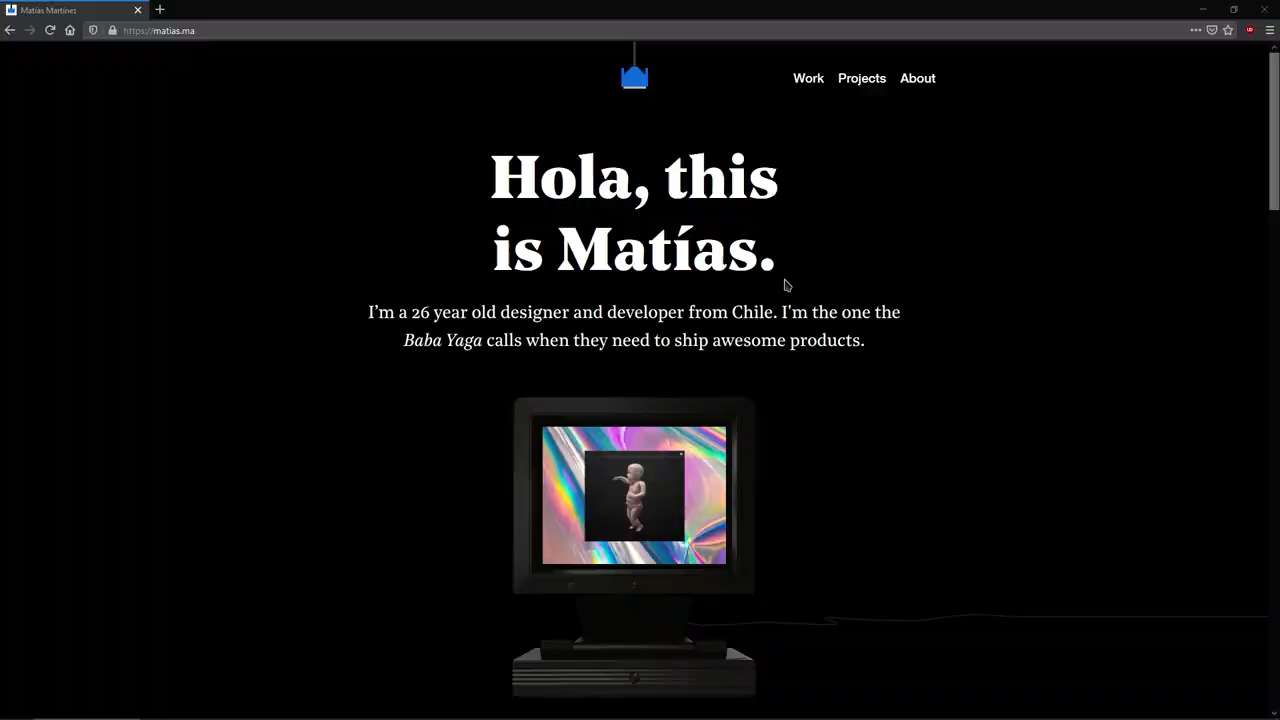 Matías Martínez
https://matias.ma
Work Projects About
Hola, this
is Matías.
I'm a 26 year old designer and developer from Chile. I'm the one the
Baba Yaga calls when they need to ship awesome products.